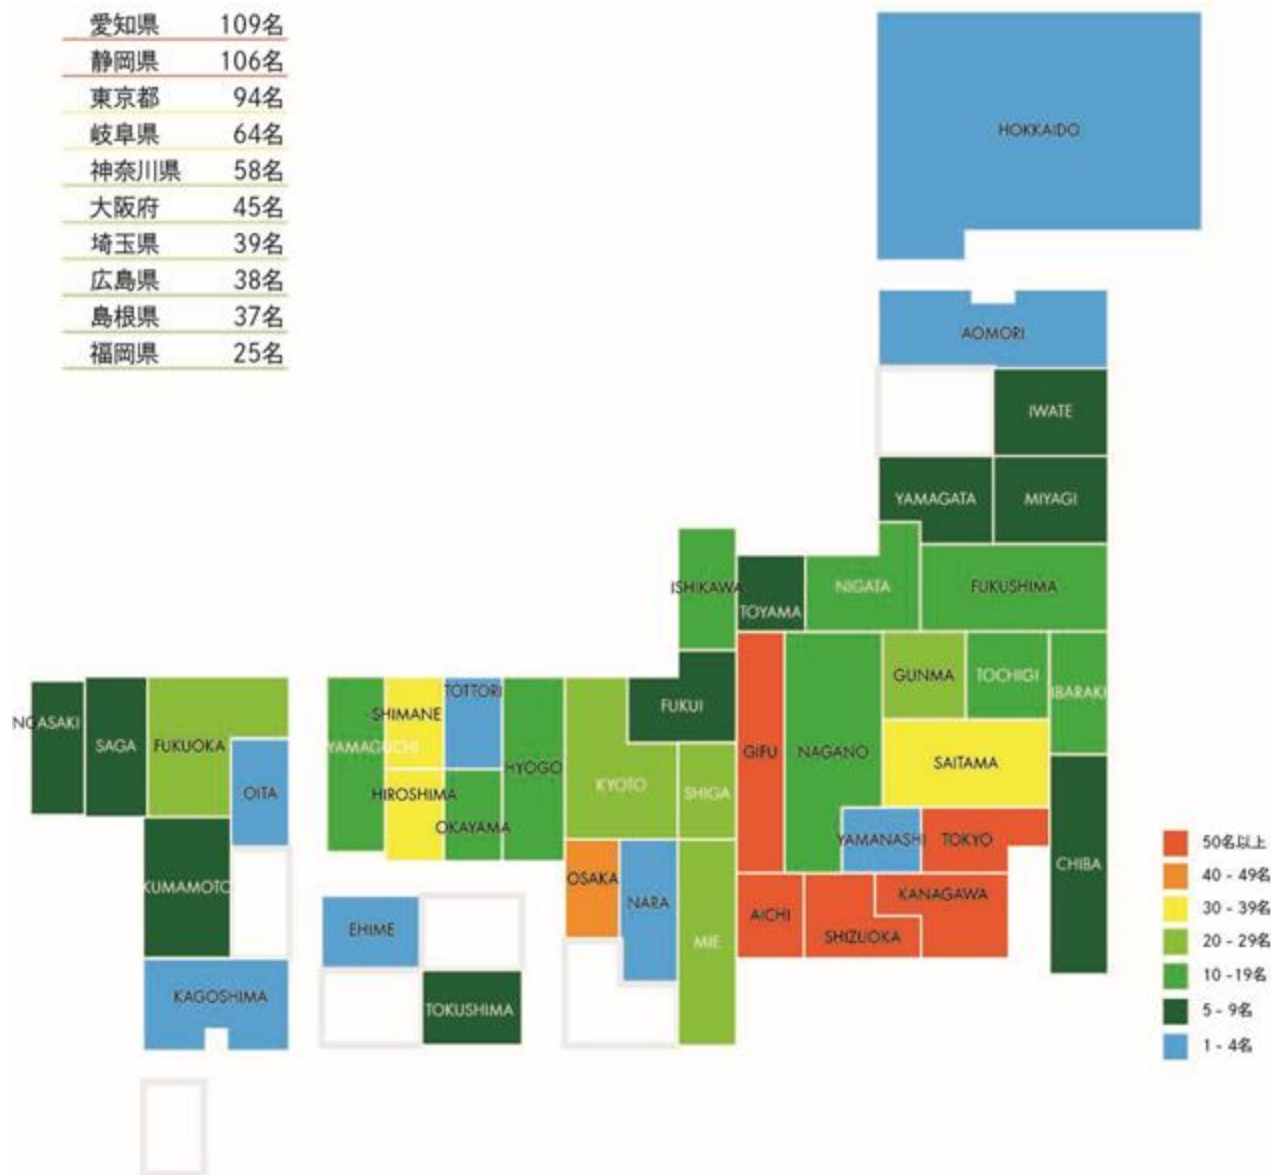 愛知県 109名
静岡県 106名
東京都 94名
岐阜県 64名
神奈川県 58名
大阪府 45名
埼玉県 39名
広島県 38名
島根県 37名
福岡県 25名
HOKKAIDO
AOMORI
IWATE
YAMAGATA
MIYAGI
ISHIKAWA
TOYAMA
NIGATA
FUKUSHIMA
GUNMA
TOCHIGI
IBARAKI
FUKUI
NGASAKI
SAGA
FUKUOKA
OITA
YAMAGUCHI
SHIMANE
TOTTORI
HYOGO
KYOTO
SHIGA
GIFU
NAGANO
SAITAMA
HIROSHIMA
OKAYAMA
YAMANASHI
TOKYO
CHIBA
KUMAMOTO
OSAKA
NARA
MIE
AICHI
SHIZUOKA
KANAGAWA
EHIME
TOKUSHIMA
KAGOSHIMA
50名以上
40 - 49名
30 - 39名
20 - 29名
10 -19名
5 - 9名
1 - 4名